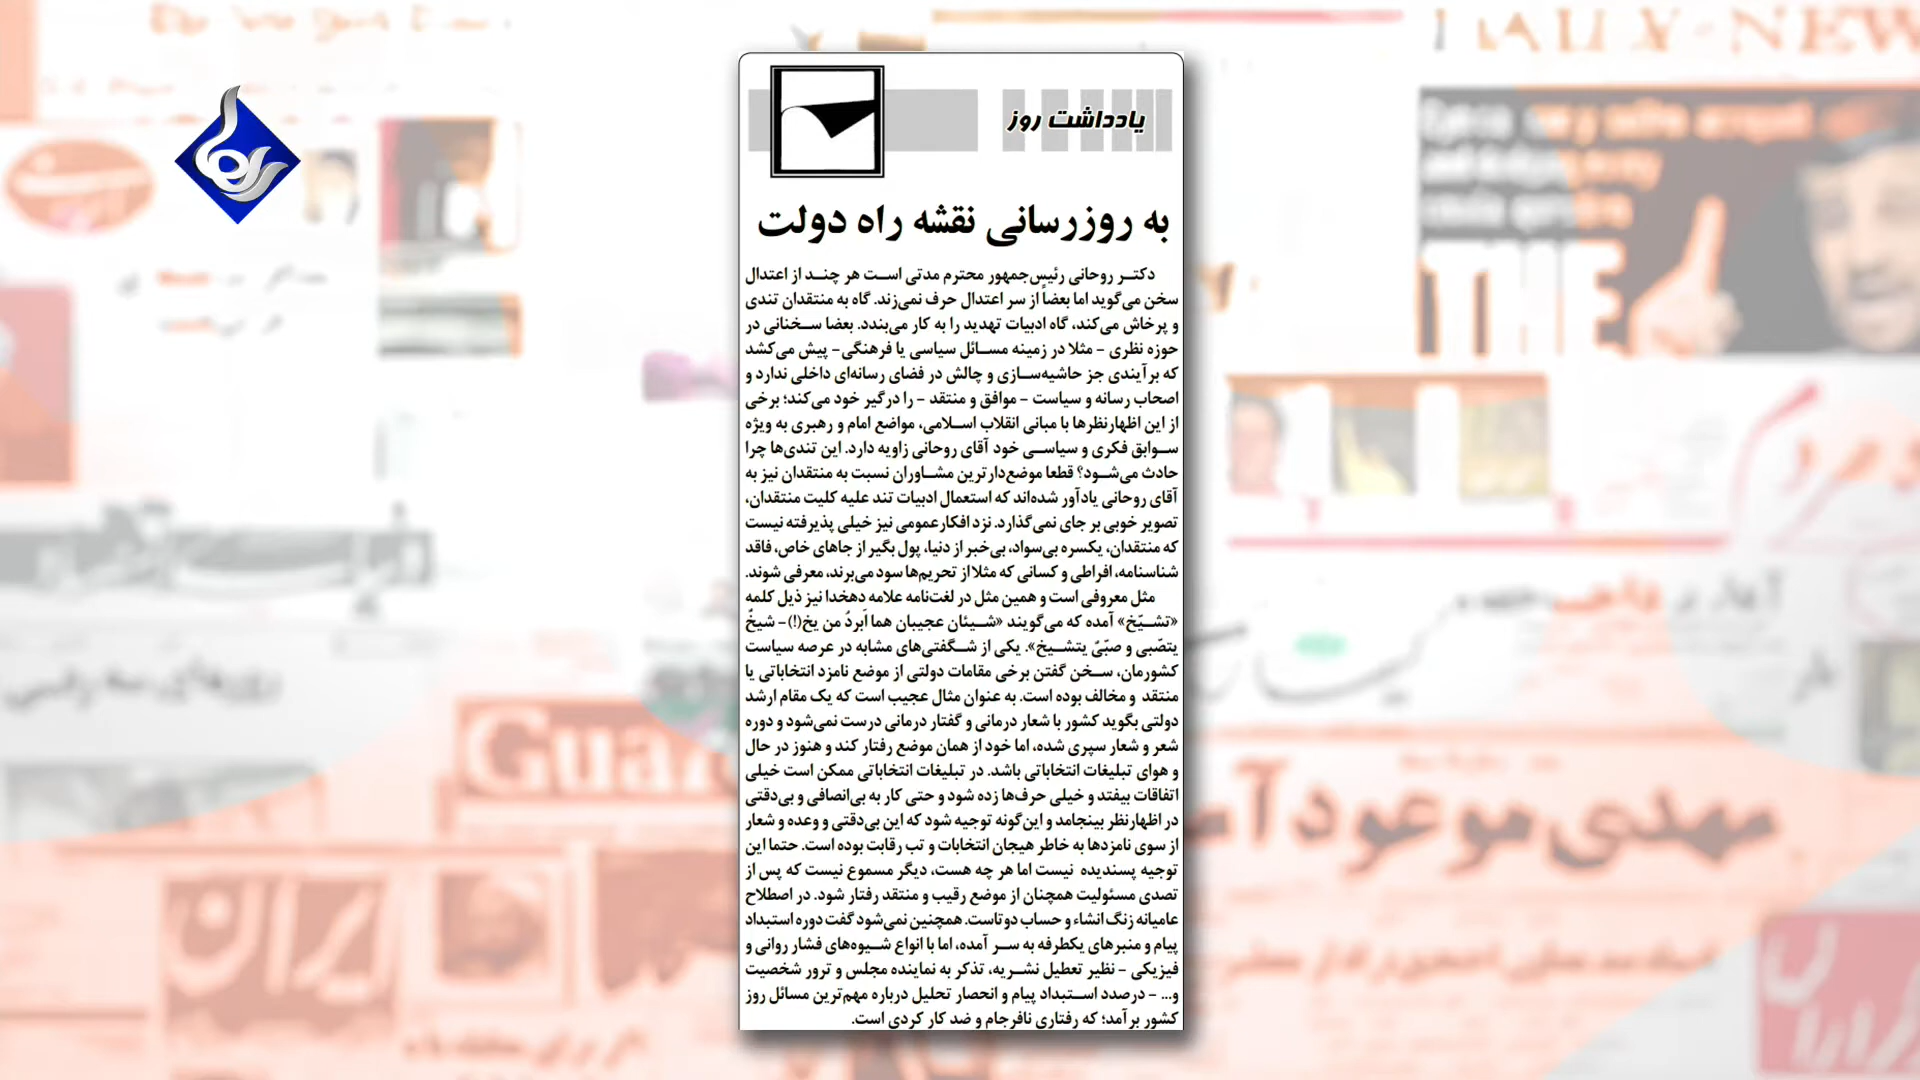 یادداشت روز
به روزرسانی نقشه راه دولت
دکتر روحانی رئیس‌جمهور محترم مدتی است هر چند از اعتدال
سخن می‌گوید اما بعضاً از سر اعتدال حرف نمی‌زند. گاه به منتقدان تندی
و پرخاش می‌کند، گاه ادبیات تهدید را به کار می‌بندد. بعضا سخنانی در
حوزه نظری - مثلا در زمینه مسائل سیاسی یا فرهنگی- پیش می‌کشد
که برآیندی جز حاشیه‌سازی و چالش در فضای رسانه‌ای داخلی ندارد و
اصحاب رسانه و سیاست - موافق و منتقد - را درگیر خود می‌کند؛ برخی
از این اظهارنظرها با مبانی انقلاب اسلامی، مواضع امام و رهبری به ویژه
سوابق فکری و سیاسی خود آقای روحانی زاویه دارد. این تندی‌ها چرا
حادث می‌شود؟ قطعا موضع‌دارترین مشاوران نسبت به منتقدان نیز به
آقای روحانی یادآور شده‌اند که استعمال ادبیات تند علیه کلیت منتقدان،
تصویر خوبی بر جای نمی‌گذارد. نزد افکارعمومی نیز خیلی پذیرفته نیست
که منتقدان، یکسره بی‌سواد، بی‌خبر از دنیا، پول بگیر از جاهای خاص، فاقد
شناسنامه، افراطی و کسانی که مثلا از تحریم‌ها سود می‌برند، معرفی شوند.
مثل معروفی است و همین مثل در لغت‌نامه علامه دهخدا نیز ذیل کلمه
«تشیّخ» آمده که می‌گویند «شیئان عجیبان هما اَبردُ من یخ(!)- شیخٌ
یتصّبی و صبّیٌ یتشیخ». یکی از شگفتی‌های مشابه در عرصه سیاست
کشورمان، سخن گفتن برخی مقامات دولتی از موضع نامزد انتخاباتی یا
منتقد و مخالف بوده است. به عنوان مثال عجیب است که یک مقام ارشد
دولتی بگوید کشور با شعار درمانی و گفتار درمانی درست نمی‌شود و دوره
شعر و شعار سپری شده، اما خود از همان موضع رفتار کند و هنوز در حال
و هوای تبلیغات انتخاباتی باشد. در تبلیغات انتخاباتی ممکن است خیلی
اتفاقات بیفتد و خیلی حرف‌ها زده شود و حتی کار به بی‌انصافی و بی‌دقتی
در اظهارنظر بینجامد و این‌گونه توجیه شود که این بی‌دقتی و وعده و شعار
از سوی نامزدها به خاطر هیجان انتخابات و تب رقابت بوده است. حتما این
توجیه پسندیده نیست اما هر چه هست، دیگر مسموع نیست که پس از
تصدی مسئولیت همچنان از موضع رقیب و منتقد رفتار شود. در اصطلاح
عامیانه زنگ انشاء و حساب دوتاست. همچنین نمی‌شود گفت دوره استبداد
پیام و منبرهای یکطرفه به سر آمده، اما با انواع شیوه‌های فشار روانی و
فیزیکی - نظیر تعطیل نشریه، تذکر به نماینده مجلس و ترور شخصیت
و... - درصدد استبداد پیام و انحصار تحلیل درباره مهم‌ترین مسائل روز
کشور برآمد؛ که رفتاری نافرجام و ضد کار کردی است.
DAILY NEW
Guar
مهدی موعود آم
ایران